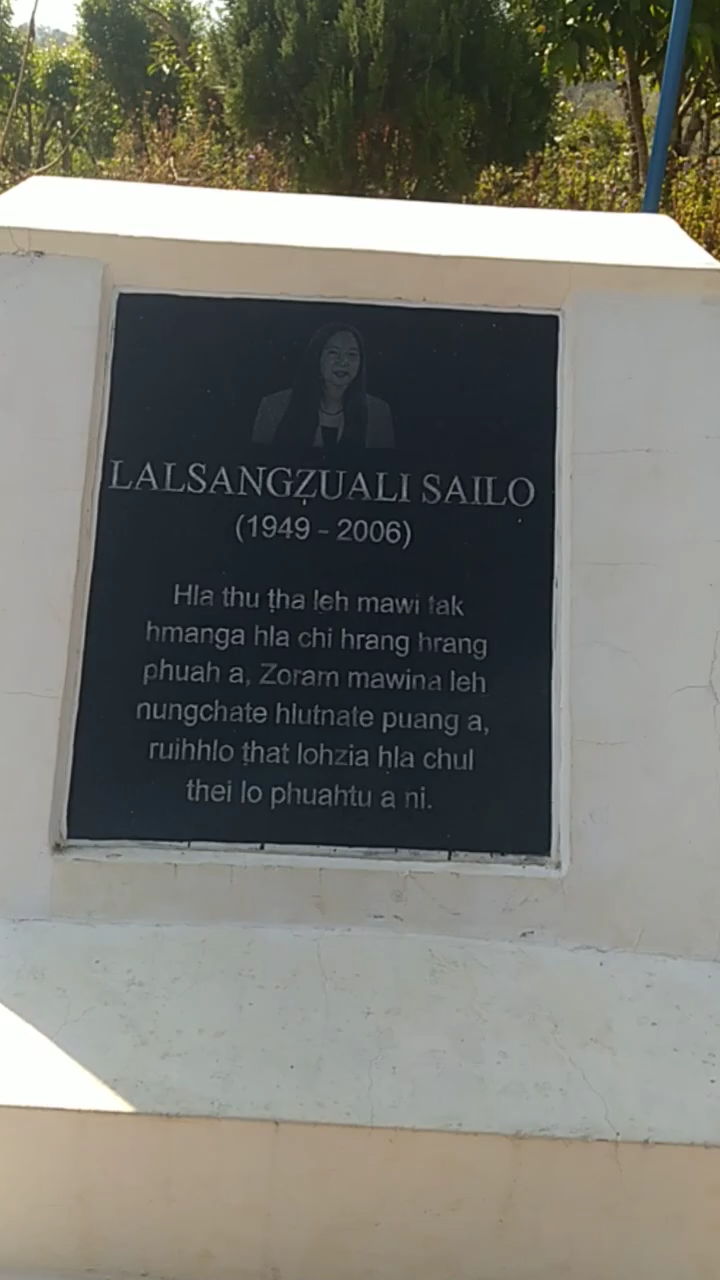 LALSANGZUALI SAILO
(1949 - 2006)
Hla thu ṭha leh mawi tak
hmanga hla chi hrang hrang
phuah a, Zoram mawina leh
nungchate hlutnate puang a,
ruihhlo ṭhat lohzia hla chul
thei lo phuahtu a ni.